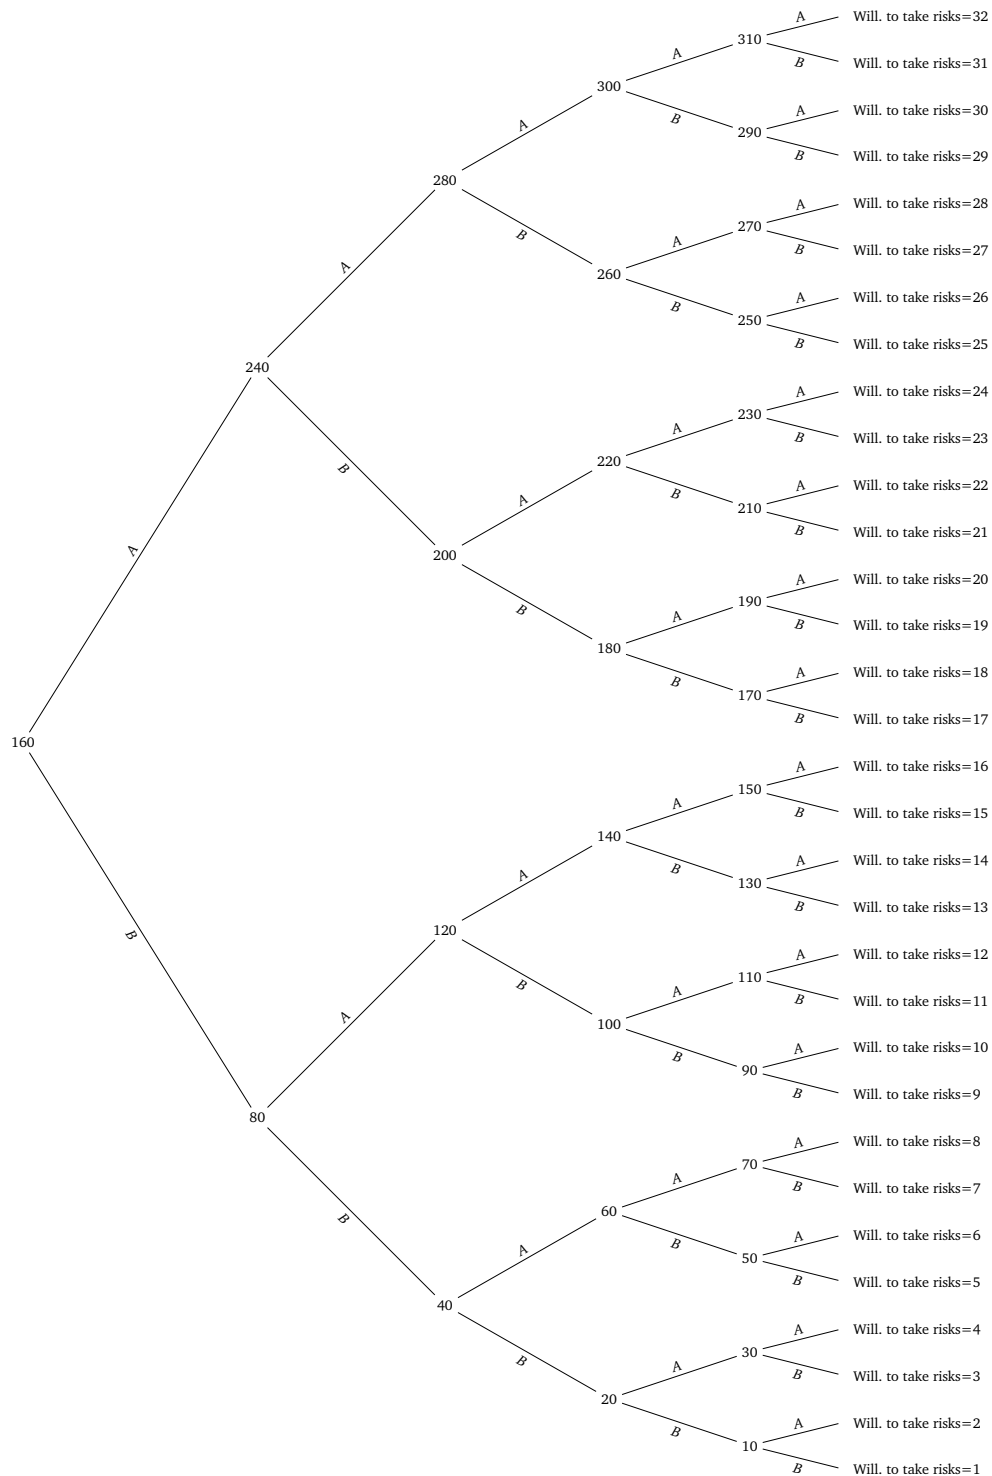 A Will. to take risks=32
310
A B Will. to take risks=31
300
B A Will. to take risks=30
290
A B Will. to take risks=29
280
A Will. to take risks=28
270
B A B Will. to take risks=27
260
B A Will. to take risks=26
250
A B Will. to take risks=25
240
A Will. to take risks=24
230
A B Will. to take risks=23
220
B A B A Will. to take risks=22
210
B Will. to take risks=21
200
A A Will. to take risks=20
190
B A B Will. to take risks=19
180
B A Will. to take risks=18
170
B Will. to take risks=17
160
A Will. to take risks=16
150
A B Will. to take risks=15
140
A B A Will. to take risks=14
130
B Will. to take risks=13
120
B A Will. to take risks=12
110
B A B Will. to take risks=11
100
A B A Will. to take risks=10
90
B Will. to take risks=9
80
A Will. to take risks=8
70
A B Will. to take risks=7
60
B A B A Will. to take risks=6
50
B Will. to take risks=5
40
A Will. to take risks=4
30
B A B Will. to take risks=3
20
B A Will. to take risks=2
10
B Will. to take risks=1